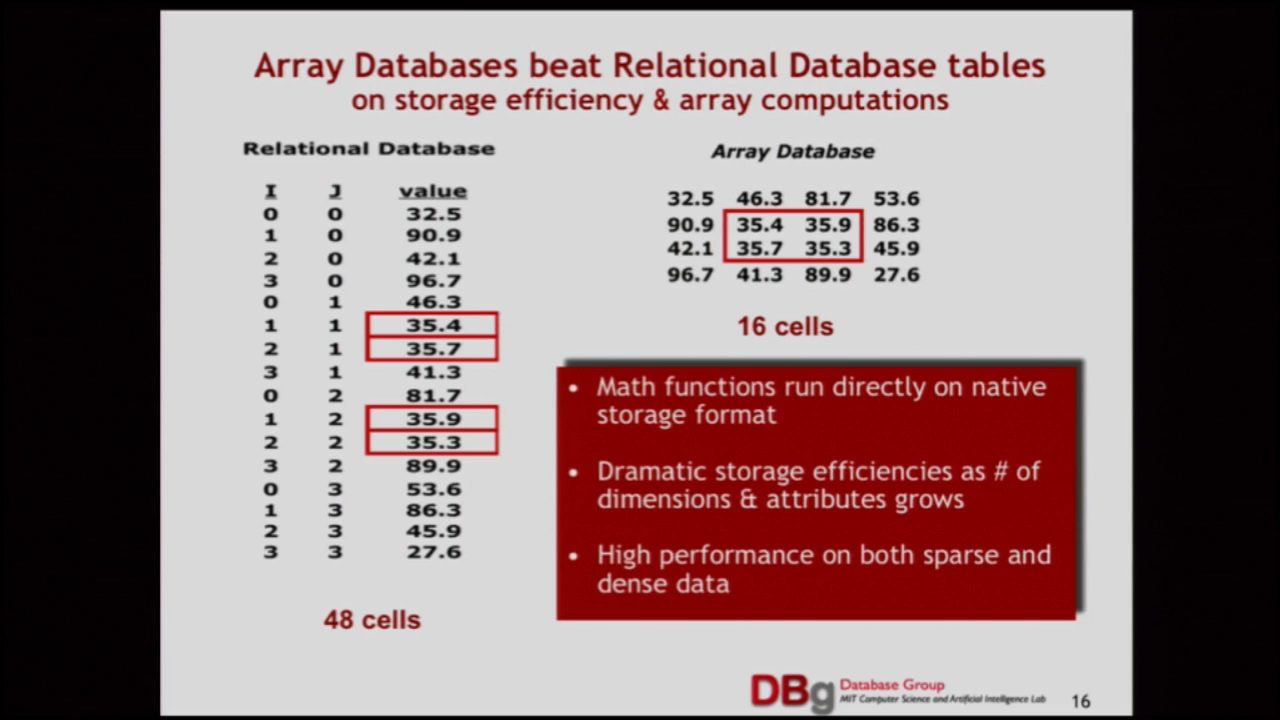 Array Databases beat Relational Database tables
on storage efficiency & array computations
Relational Database
I J value
0 0 32.5
1 0 90.9
2 0 42.1
3 0 96.7
0 1 46.3
1 1 35.4
2 1 35.7
3 1 41.3
0 2 81.7
1 2 35.9
2 2 35.3
3 2 89.9
0 3 53.6
1 3 86.3
2 3 45.9
3 3 27.6
48 cells
Array Database
32.5 46.3 81.7 53.6
90.9 35.4 35.9 86.3
42.1 35.7 35.3 45.9
96.7 41.3 89.9 27.6
16 cells
• Math functions run directly on native
storage format
• Dramatic storage efficiencies as # of
dimensions & attributes grows
• High performance on both sparse and
dense data
DBg
Database Group
MIT Computer Science and Artificial Intelligence Lab
16